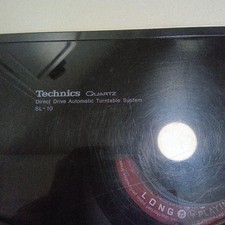 Technics QUARTZ
Direct Drive Automatic Turntable System
SL-10
LONG PLAY